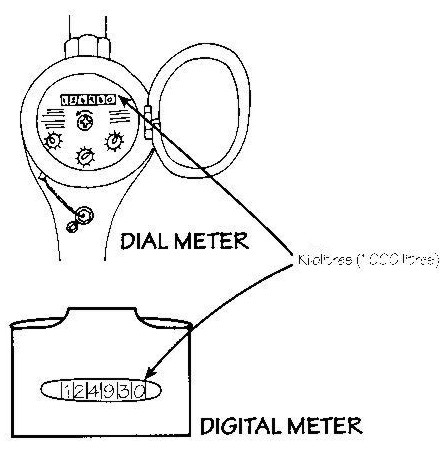 DIAL METER
Kilolitres (1000 litres)
124930
DIGITAL METER